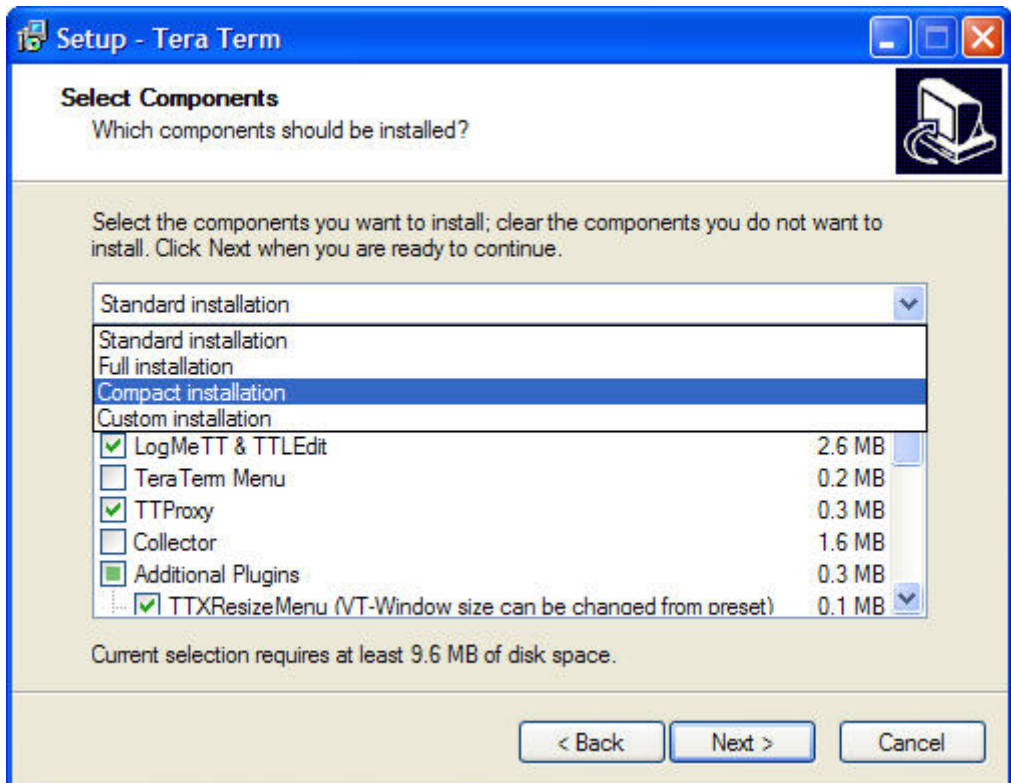 Setup - Tera Term
Select Components
Which components should be installed?
Select the components you want to install; clear the components you do not want to
install. Click Next when you are ready to continue.
Standard installation
Standard installation
Full installation
Compact installation
Custom installation
LogMeTT & TTLEdit 2.6 MB
TeraTerm Menu 0.2 MB
TTProxy 0.3 MB
Collector 1.6 MB
Additional Plugins 0.3 MB
TTXResizeMenu (VT-Window size can be changed from preset) 0.1 MB
Current selection requires at least 9.6 MB of disk space.
< Back Next > Cancel